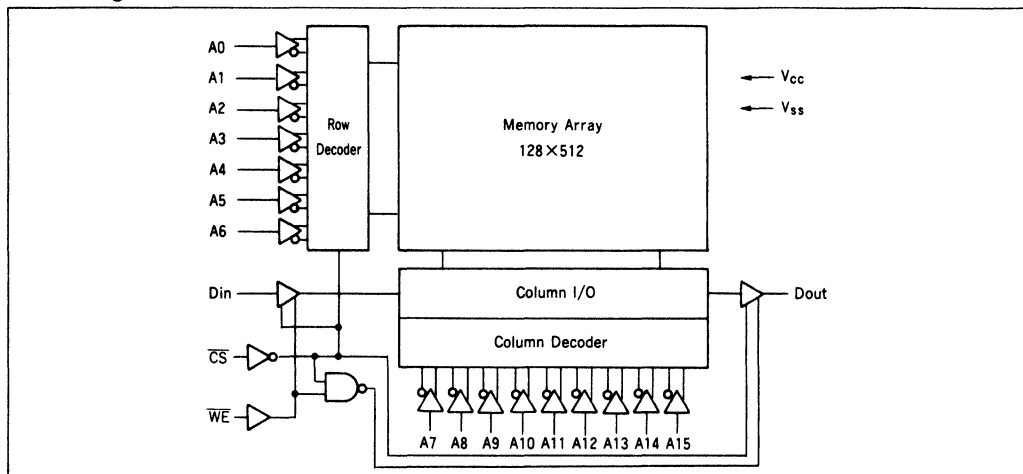 A0
A1
A2
A3
A4
A5
A6
Row
Decoder
Memory Array
128×512
Vcc
Vss
Din
Column I/O
Dout
Column Decoder
CS
WE
A7 A8 A9 A10 A11 A12 A13 A14 A15